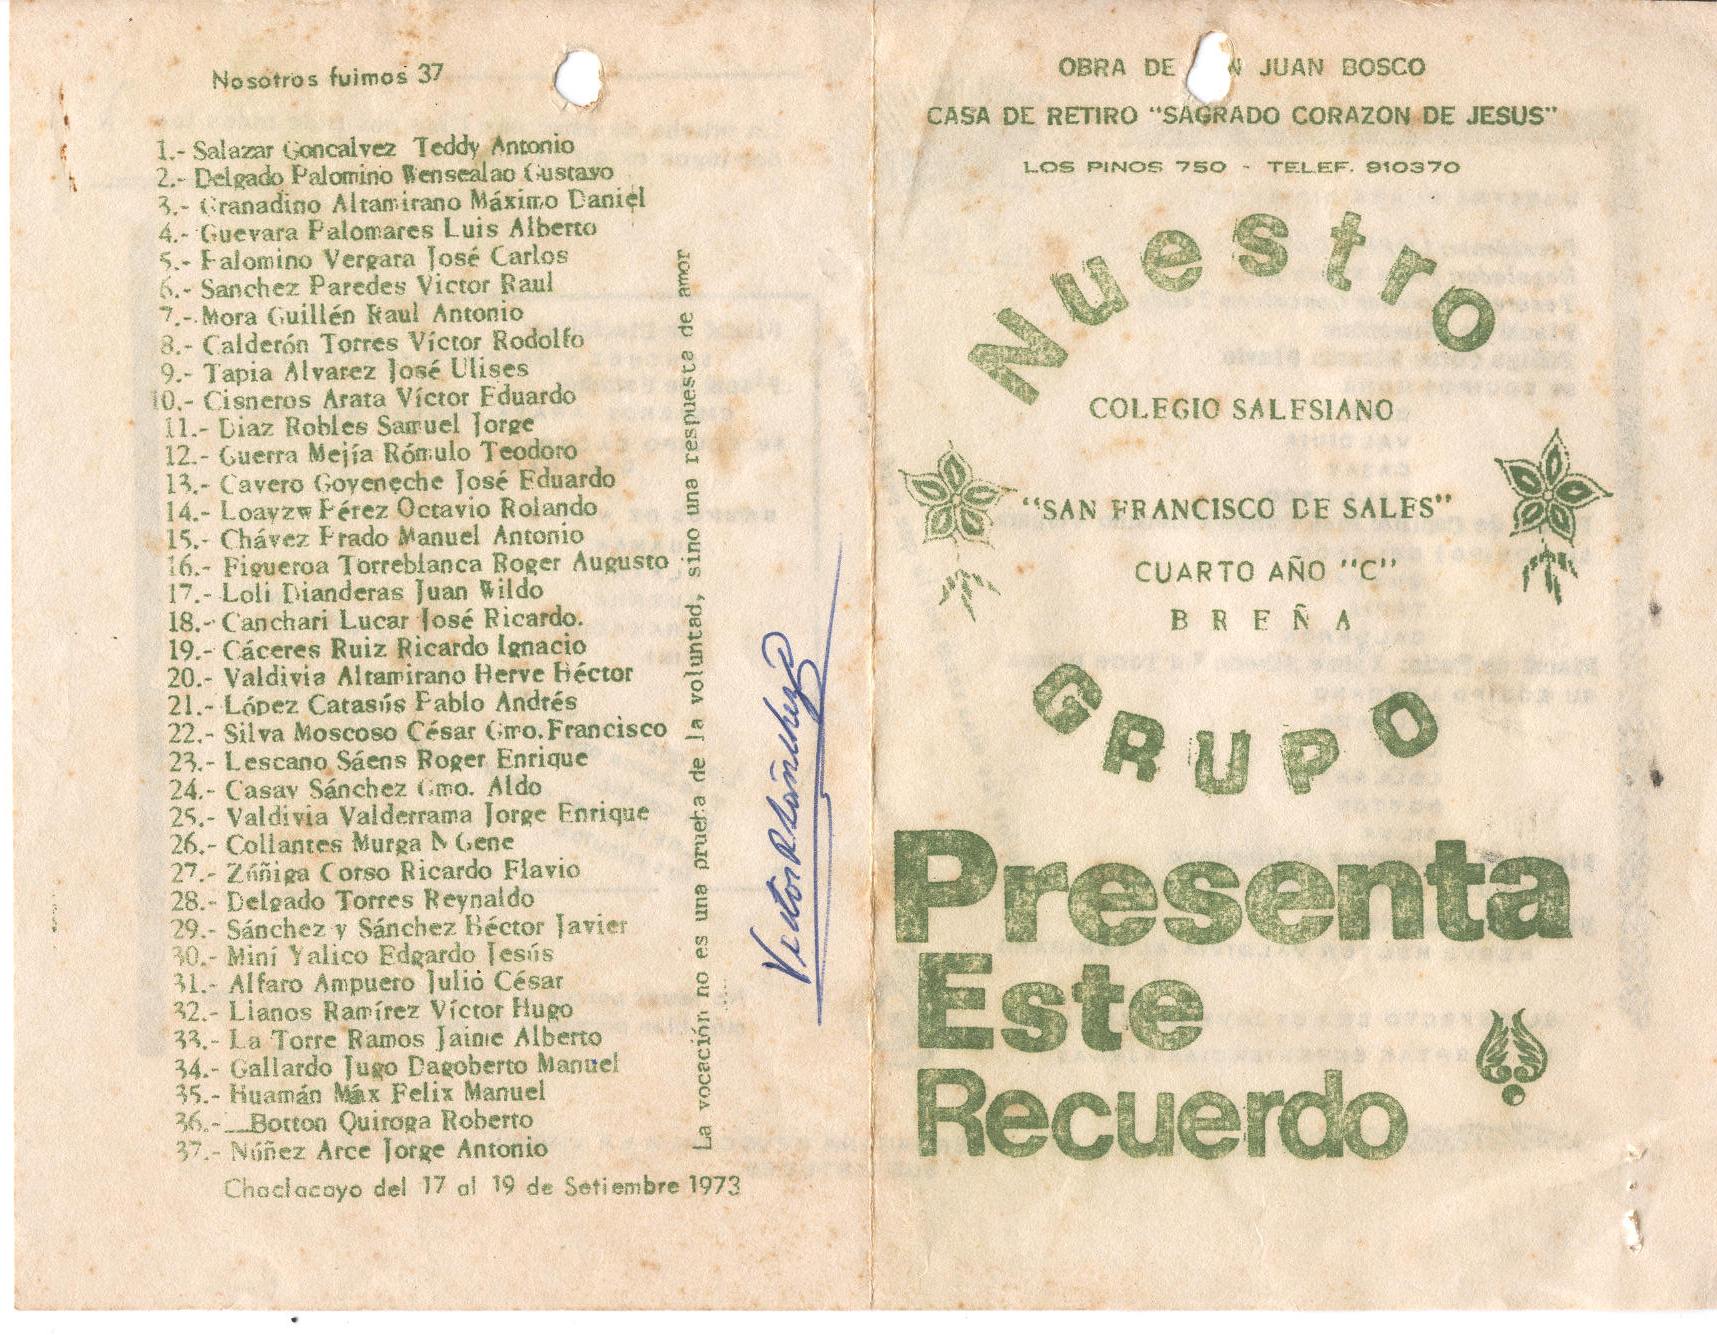 Nosotros fuimos 37
1.- Salazar Goncalvez Teddy Antonio
2.- Delgado Palomino Wensealao Gustavo
3.- Granadino Altamirano Máximo Daniel
4.- Guevara Palomares Luis Alberto
5.- Palomino Vergara José Carlos
6.- Sanchez Paredes Victor Raul
7.- Mora Guillén Raul Antonio
8.- Calderón Torres Víctor Rodolfo
9.- Tapia Alvarez José Ulises
10.- Cisneros Arata Víctor Eduardo
11.- Diaz Robles Samuel Jorge
12.- Guerra Mejía Rómulo Teodoro
13.- Cavero Goyeneche José Eduardo
14.- Loayzw Pérez Octavio Rolando
15.- Chávez Prado Manuel Antonio
16.- Figueroa Torreblanca Roger Augusto
17.- Loli Dianderas Juan Wildo
18.- Canchari Lucar José Ricardo.
19.- Cáceres Ruiz Ricardo Ignacio
20.- Valdivia Altamirano Herve Héctor
21.- López Catasús Pablo Andrés
22.- Silva Moscoso César Gmo. Francisco
23.- Lescano Sáens Roger Enrique
24.- Casav Sánchez Gmo. Aldo
25.- Valdivia Valderrama Jorge Enrique
26.- Collantes Murga N Gene
27.- Zúñiga Corso Ricardo Flavio
28.- Delgado Torres Reynaldo
29.- Sánchez y Sánchez Héctor Javier
30.- Miní Yalico Edgardo Jesús
31.- Alfaro Ampuero Julio César
32.- Llanos Ramírez Víctor Hugo
33.- La Torre Ramos Jaime Alberto
34.- Gallardo Jugo Dagoberto Manuel
35.- Huamán Máx Felix Manuel
36.- Botton Quiroga Roberto
37.- Núñez Arce Jorge Antonio
Chaclacayo del 17 al 19 de Setiembre 1973
La vocación no es una prueba de la voluntad, sino una respuesta de amor
Victor R Sánchez P
OBRA DE JUAN BOSCO
CASA DE RETIRO "SAGRADO CORAZON DE JESUS"
LOS PINOS 750 - TELEF. 910370
Nuestro
COLEGIO SALESIANO
"SAN FRANCISCO DE SALES"
CUARTO AÑO "C"
BREÑA
GRUPO
Presenta
Este
Recuerdo